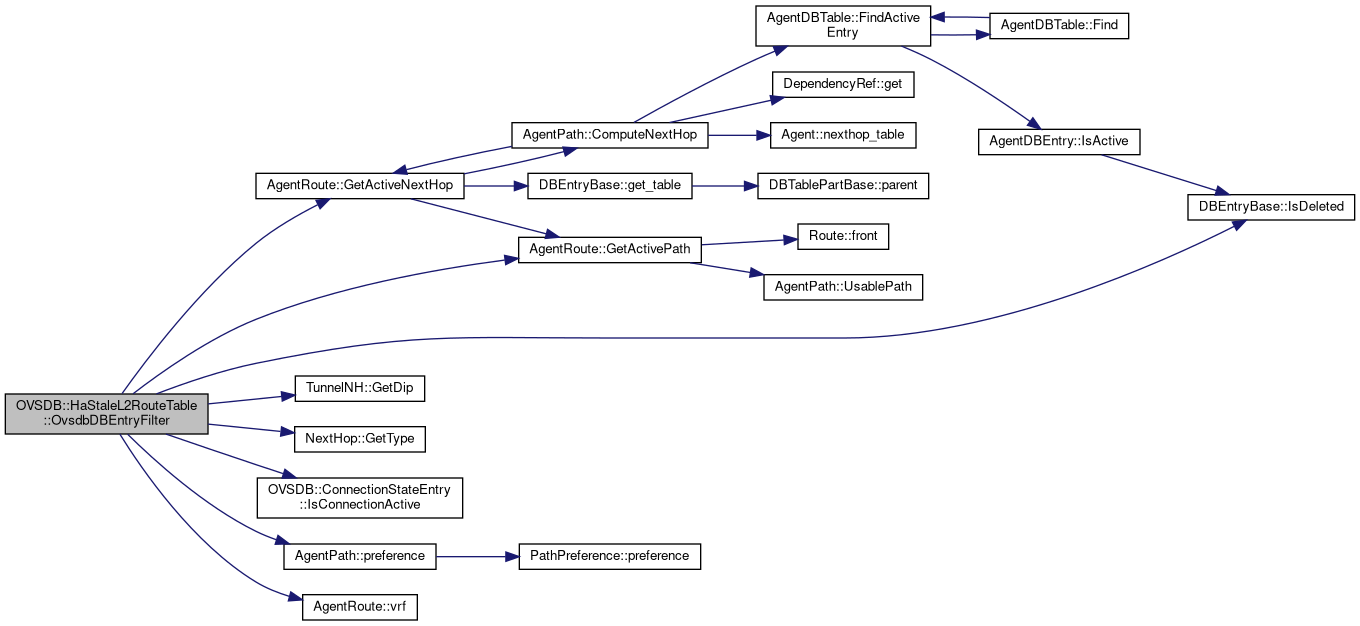 AgentDBTable::FindActive
Entry
AgentDBTable::Find
DependencyRef::get
AgentPath::ComputeNextHop
Agent::nexthop_table
AgentDBEntry::IsActive
AgentRoute::GetActiveNextHop
DBEntryBase::get_table
DBTablePartBase::parent
DBEntryBase::IsDeleted
Route::front
AgentRoute::GetActivePath
AgentPath::UsablePath
TunnelNH::GetDip
OVSDB::HaStaleL2RouteTable
::OvsdbDBEntryFilter
NextHop::GetType
OVSDB::ConnectionStateEntry
::IsConnectionActive
AgentPath::preference
PathPreference::preference
AgentRoute::vrf